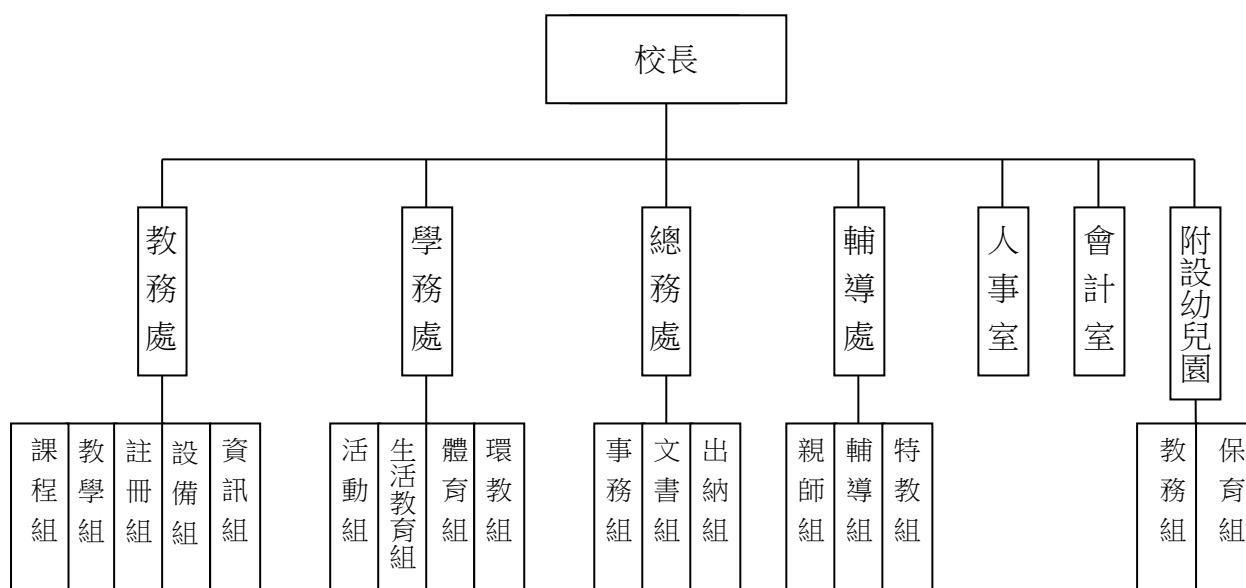 校長
教務處
學務處
總務處
輔導處
人事室
會計室
附設幼兒園
課程組
教學組
註冊組
設備組
資訊組
活動組
生活教育組
體育組
環教組
事務組
文書組
出納組
親師組
輔導組
特教組
教務組
保育組